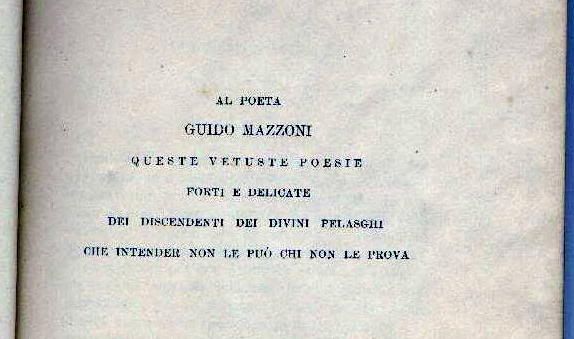 AL POETA
GUIDO MAZZONI
QUESTE VETUSTE POESIE
FORTI E DELICATE
DEI DISCENDENTI DEI DIVINI PELASGHI
CHE INTENDER NON LE PUÓ CHI NON LE PROVA